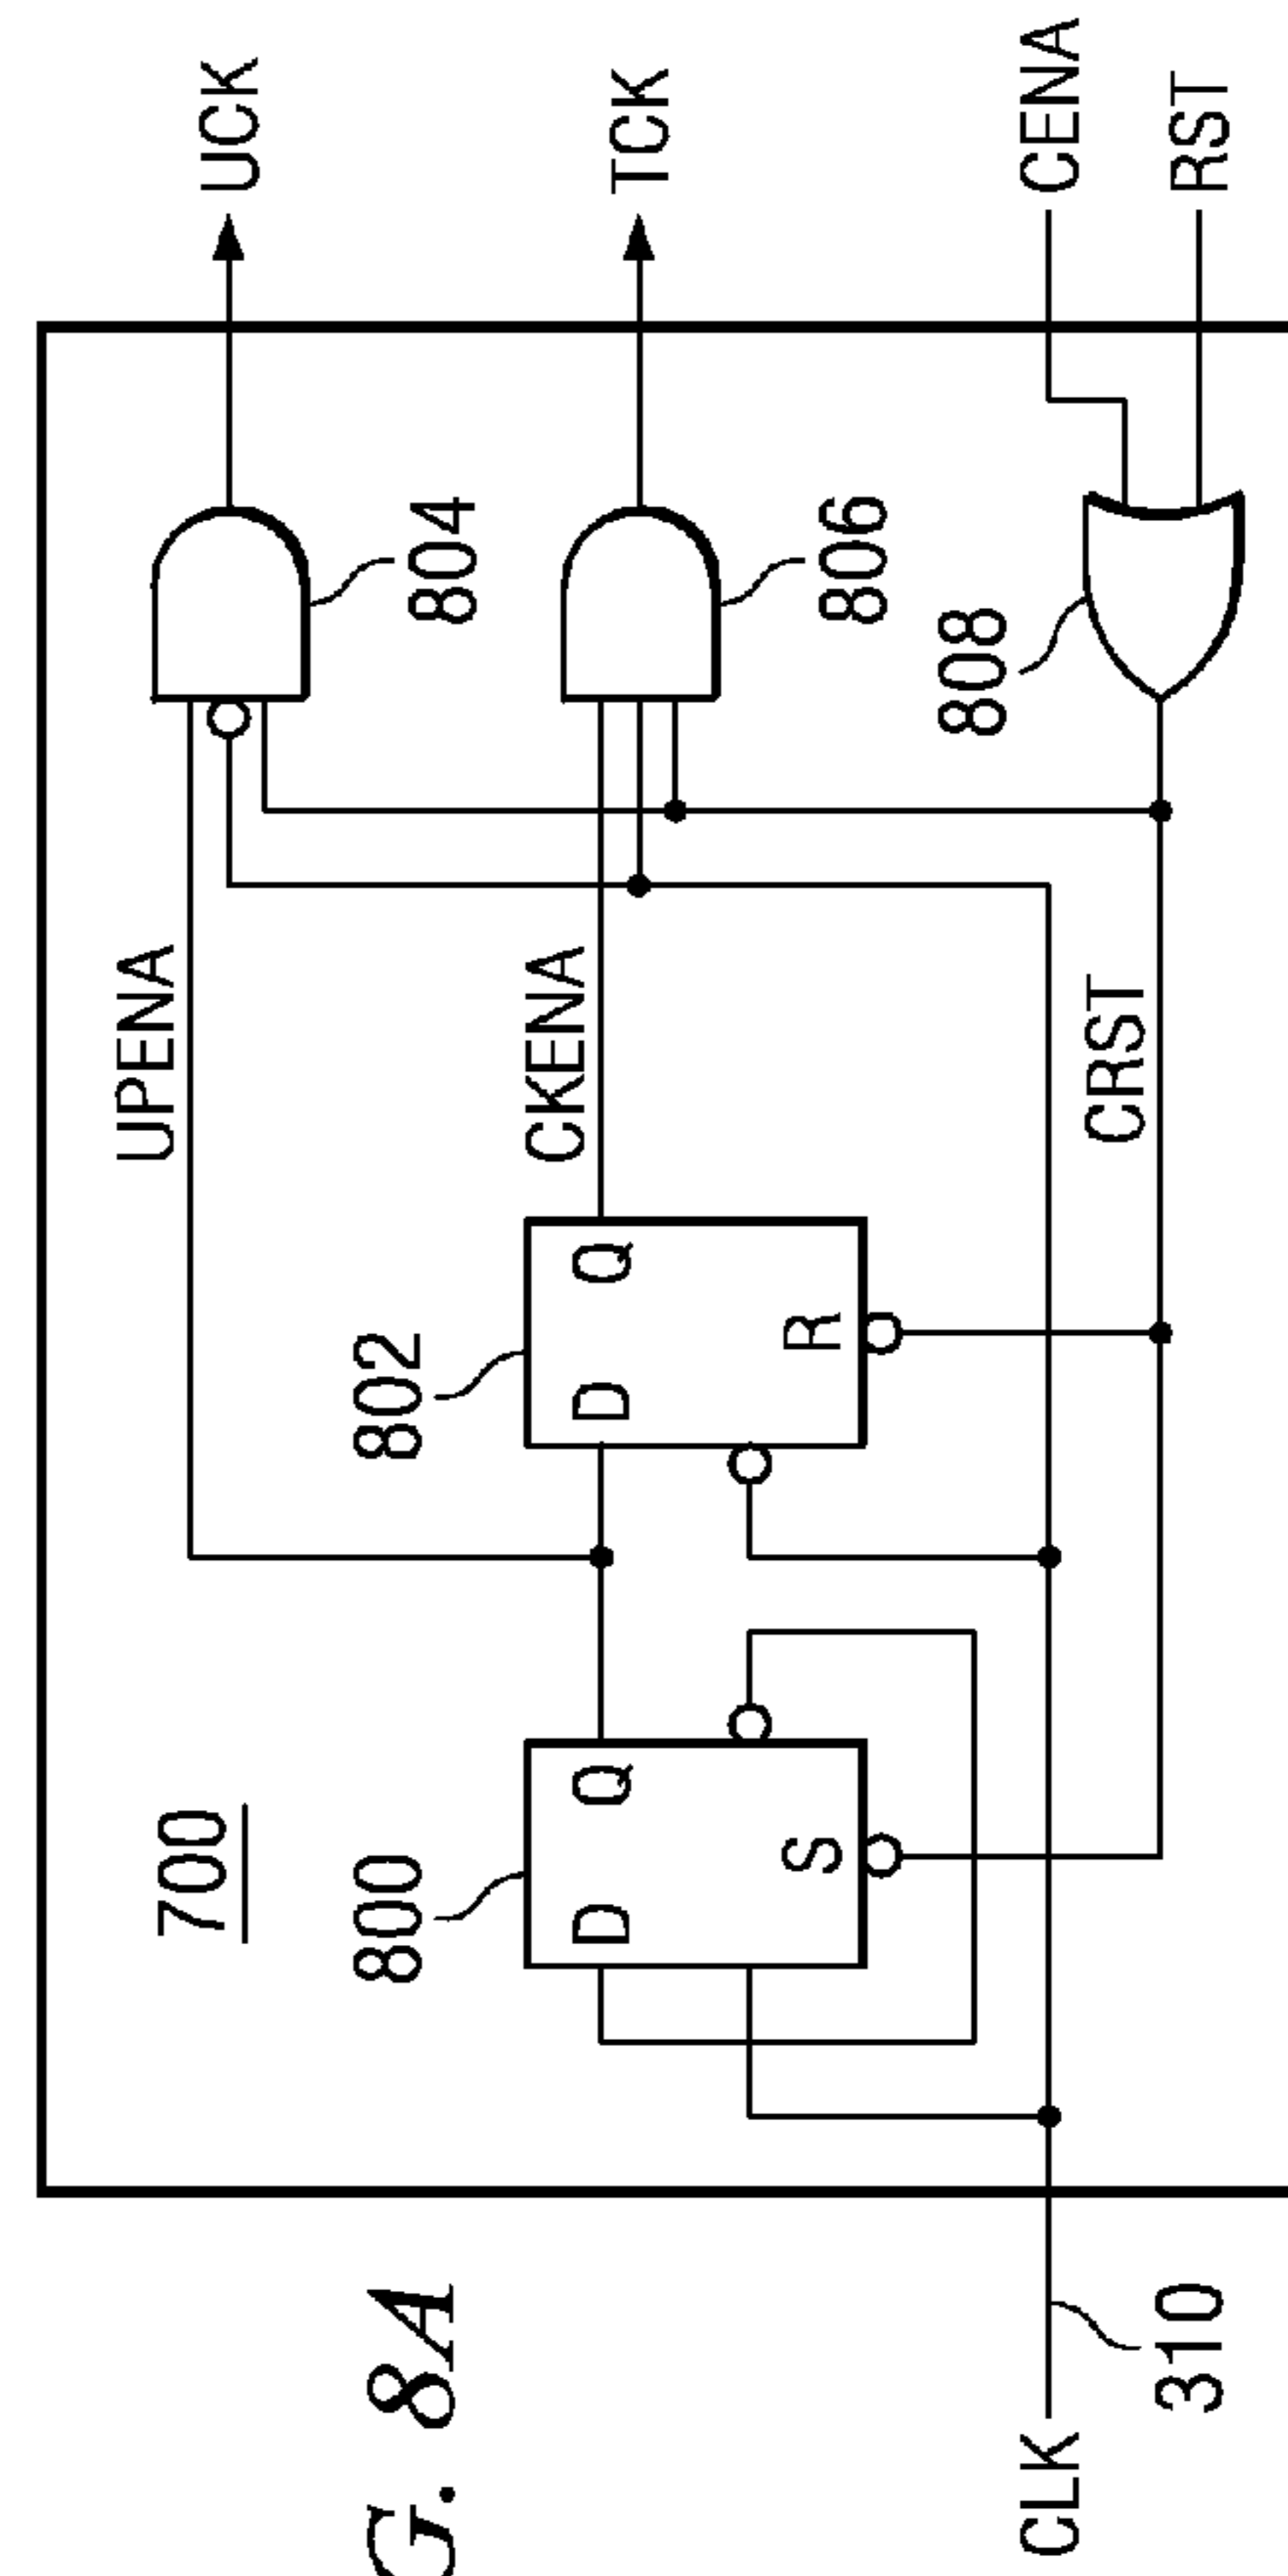 G. 8A
700
UPENA
UCK
804
800
D
Q
S
802
D
Q
R
CKENA
TCK
806
CLK
310
CRST
808
CENA
RST